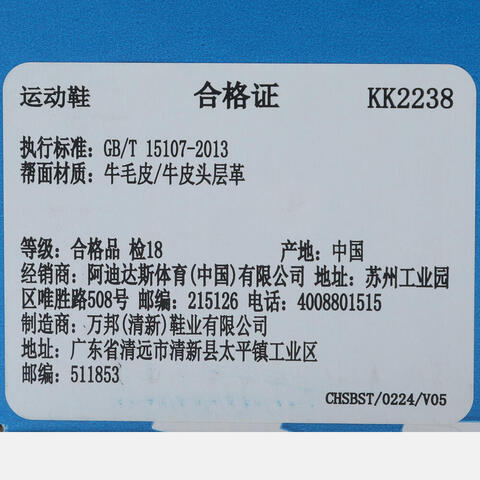 运动鞋 合格证 KK2238
执行标准：GB/T 15107-2013
帮面材质：牛毛皮/牛皮头层革
等级：合格品 检18 产地：中国
经销商：阿迪达斯体育(中国)有限公司 地址：苏州工业园
区唯胜路508号 邮编：215126 电话：4008801515
制造商：万邦(清新)鞋业有限公司
地址：广东省清远市清新县太平镇工业区
邮编：511853
CHSBST/0224/V05